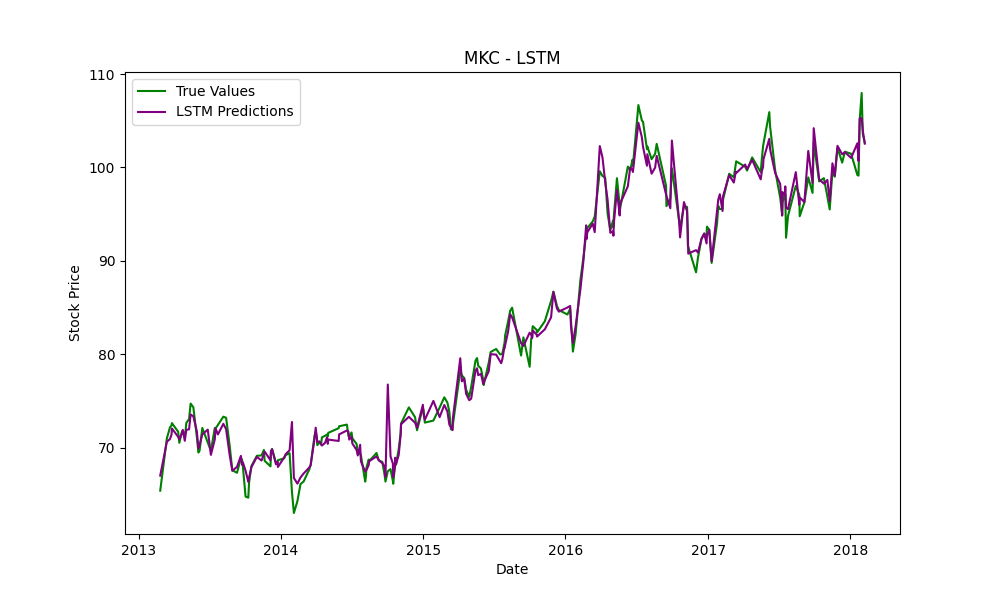 MKC - LSTM
True Values
LSTM Predictions
110
100
90
80
70
Stock Price
2013 2014 2015 2016 2017 2018
Date